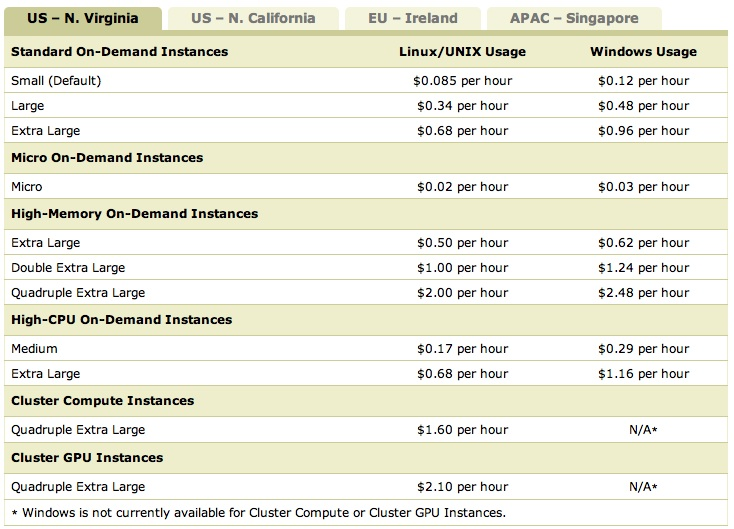 US – N. Virginia US – N. California EU – Ireland APAC – Singapore
Standard On-Demand Instances Linux/UNIX Usage Windows Usage
Small (Default) $0.085 per hour $0.12 per hour
Large $0.34 per hour $0.48 per hour
Extra Large $0.68 per hour $0.96 per hour
Micro On-Demand Instances
Micro $0.02 per hour $0.03 per hour
High-Memory On-Demand Instances
Extra Large $0.50 per hour $0.62 per hour
Double Extra Large $1.00 per hour $1.24 per hour
Quadruple Extra Large $2.00 per hour $2.48 per hour
High-CPU On-Demand Instances
Medium $0.17 per hour $0.29 per hour
Extra Large $0.68 per hour $1.16 per hour
Cluster Compute Instances
Quadruple Extra Large $1.60 per hour N/A*
Cluster GPU Instances
Quadruple Extra Large $2.10 per hour N/A*
* Windows is not currently available for Cluster Compute or Cluster GPU Instances.